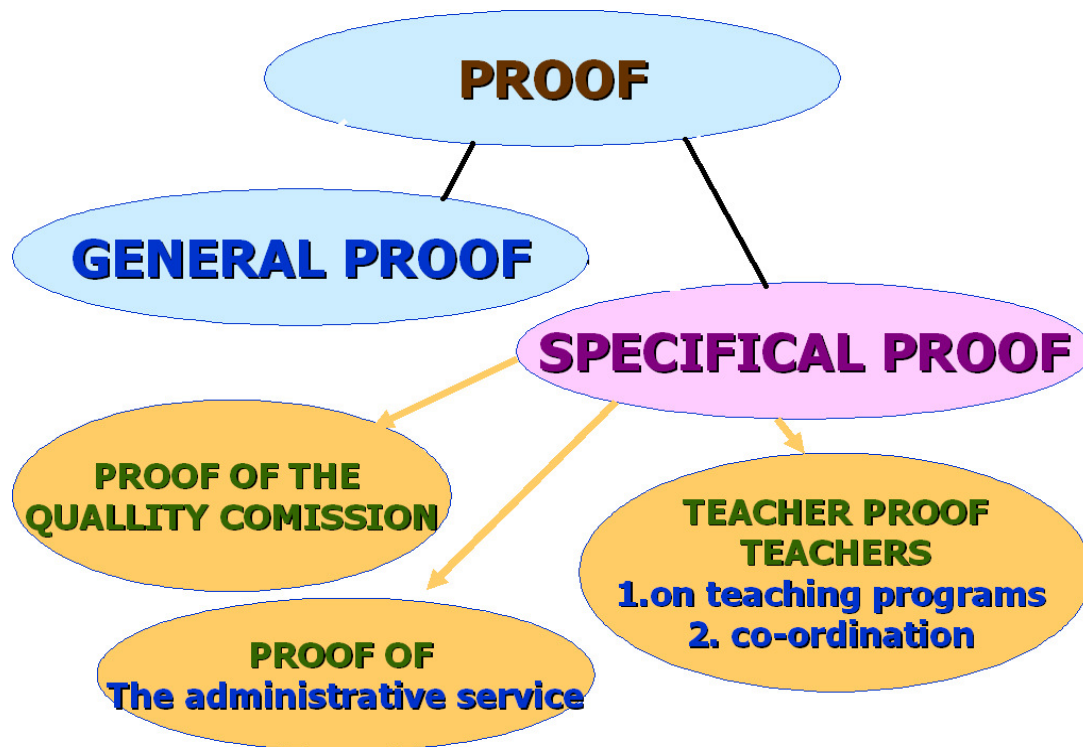 PROOF
GENERAL PROOF
SPECIFICAL PROOF
PROOF OF THE
QUALLITY COMISSION
TEACHER PROOF
TEACHERS
1.on teaching programs
2. co-ordination
PROOF OF
The administrative service